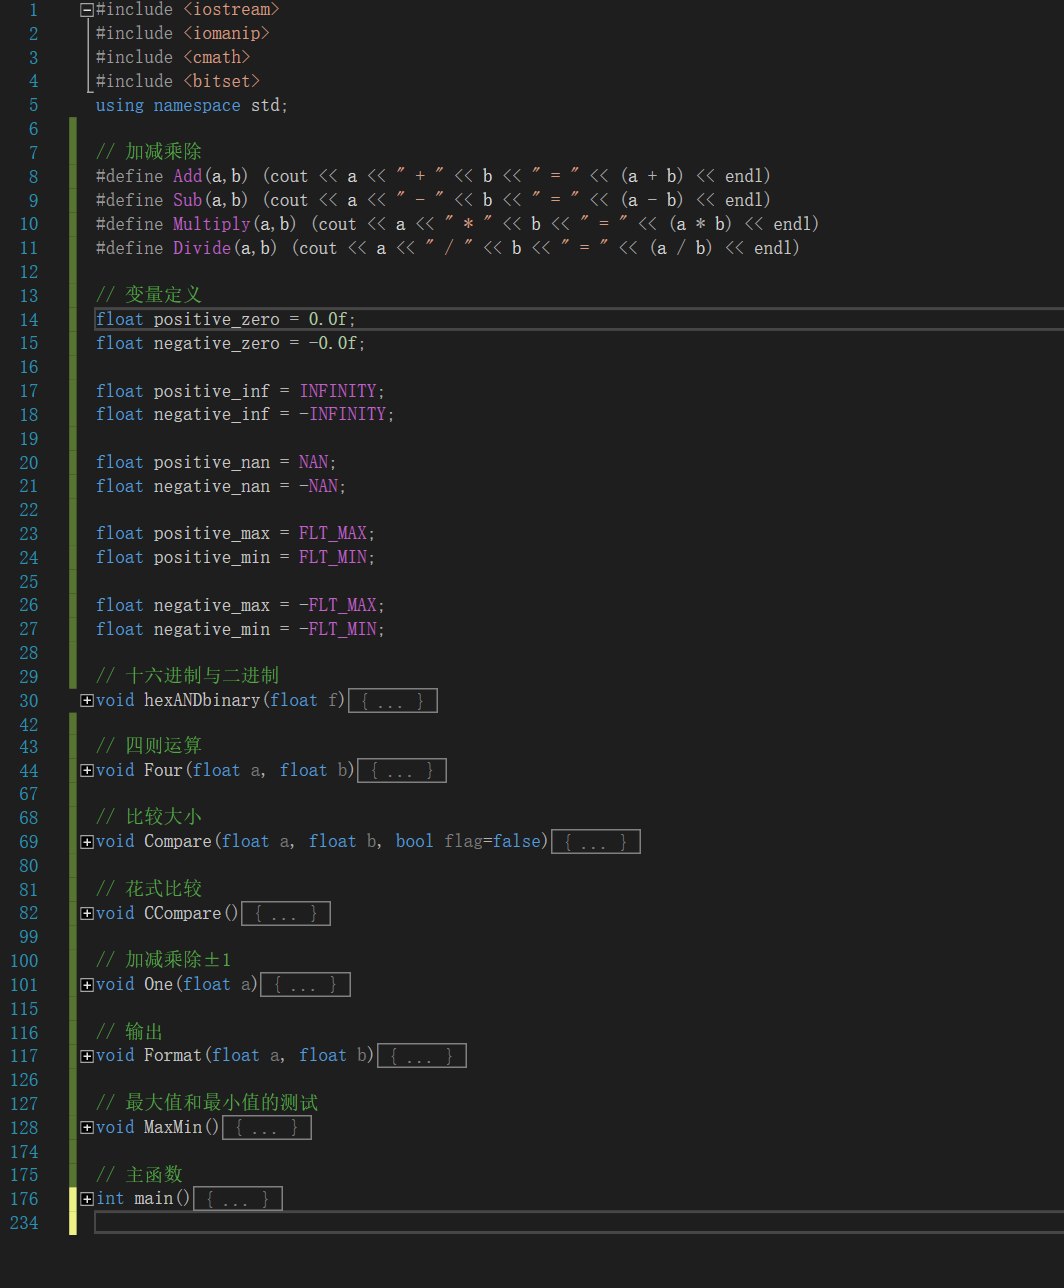 1 #include <iostream>
2 #include <iomanip>
3 #include <cmath>
4 #include <bitset>
5 using namespace std;
6
7 // 加减乘除
8 #define Add(a,b) (cout << a << " + " << b << " = " << (a + b) << endl)
9 #define Sub(a,b) (cout << a << " - " << b << " = " << (a - b) << endl)
10 #define Multiply(a,b) (cout << a << " * " << b << " = " << (a * b) << endl)
11 #define Divide(a,b) (cout << a << " / " << b << " = " << (a / b) << endl)
12
13 // 变量定义
14 float positive_zero = 0.0f;
15 float negative_zero = -0.0f;
16
17 float positive_inf = INFINITY;
18 float negative_inf = -INFINITY;
19
20 float positive_nan = NAN;
21 float negative_nan = -NAN;
22
23 float positive_max = FLT_MAX;
24 float positive_min = FLT_MIN;
25
26 float negative_max = -FLT_MAX;
27 float negative_min = -FLT_MIN;
28
29 // 十六进制与二进制
30 void hexANDbinary(float f){ ... }
42
43 // 四则运算
44 void Four(float a, float b){ ... }
67
68 // 比较大小
69 void Compare(float a, float b, bool flag=false){ ... }
80
81 // 花式比较
82 void CCompare(){ ... }
99
100 // 加减乘除±1
101 void One(float a){ ... }
115
116 // 输出
117 void Format(float a, float b){ ... }
126
127 // 最大值和最小值的测试
128 void MaxMin(){ ... }
174
175 // 主函数
176 int main(){ ... }
234